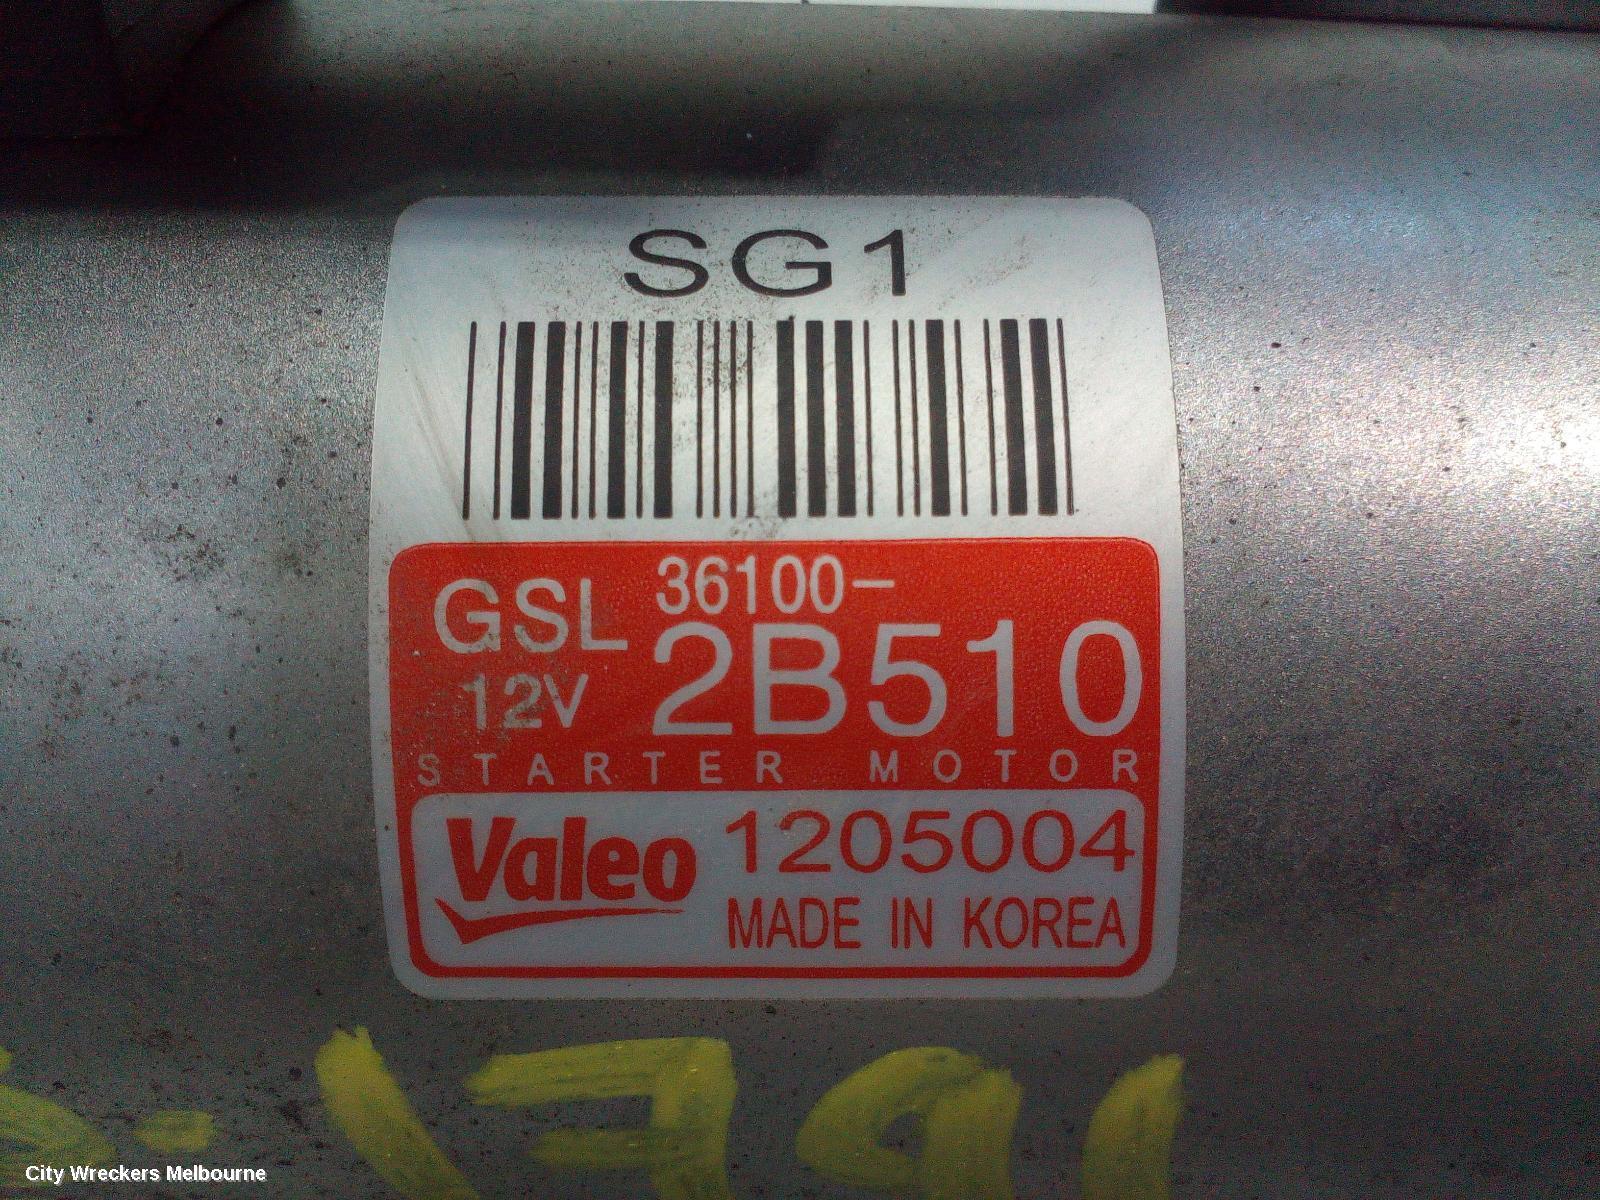 SG1
GSL 36100-
12V 2B510
STARTER MOTOR
Valeo 1205004
MADE IN KOREA
City Wreckers Melbourne